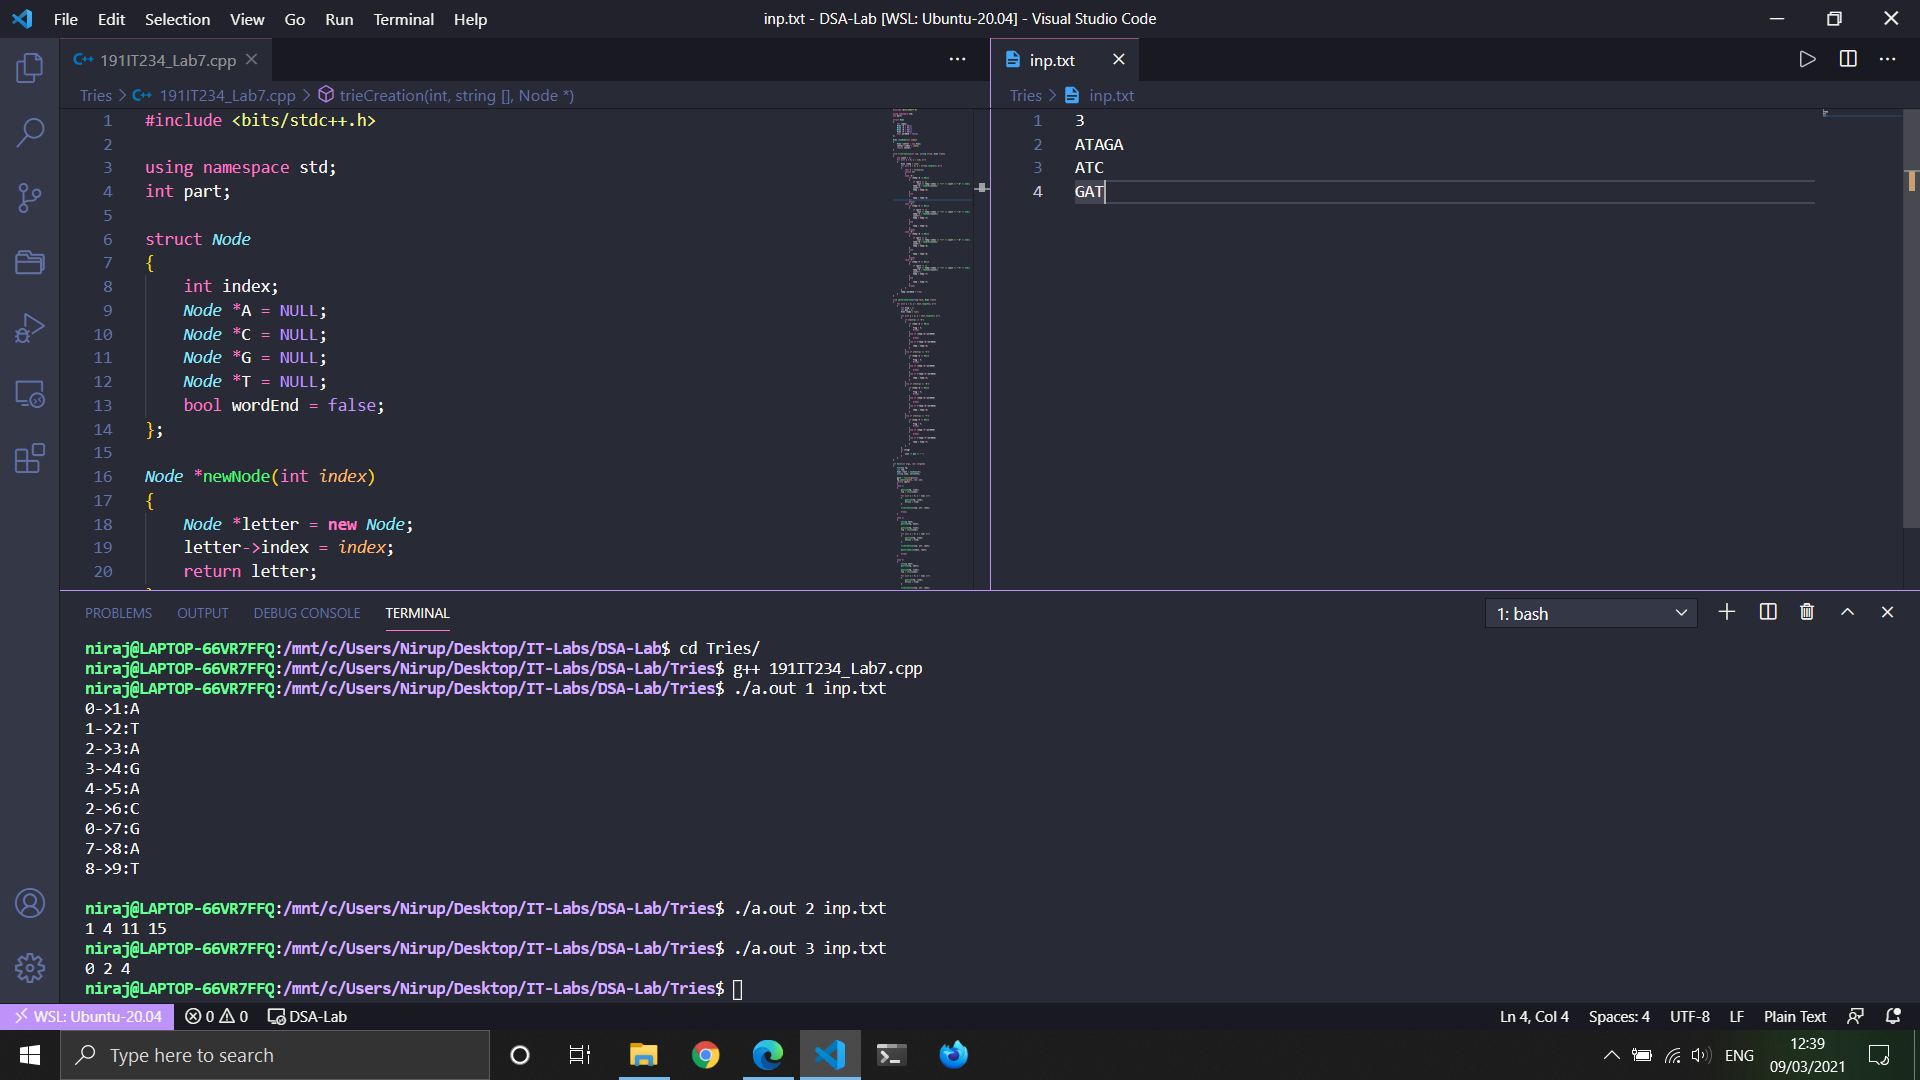 File Edit Selection View Go Run Terminal Help
inp.txt - DSA-Lab [WSL: Ubuntu-20.04] - Visual Studio Code
191IT234_Lab7.cpp
Tries > 191IT234_Lab7.cpp > trieCreation(int, string [], Node *)
1 #include <bits/stdc++.h>
2
3 using namespace std;
4 int part;
5
6 struct Node
7 {
8 int index;
9 Node *A = NULL;
10 Node *C = NULL;
11 Node *G = NULL;
12 Node *T = NULL;
13 bool wordEnd = false;
14 };
15
16 Node *newNode(int index)
17 {
18 Node *letter = new Node;
19 letter->index = index;
20 return letter;
inp.txt
Tries > inp.txt
1 3
2 ATAGA
3 ATC
4 GAT
PROBLEMS OUTPUT DEBUG CONSOLE TERMINAL
1: bash
niraj@LAPTOP-66VR7FFQ:/mnt/c/Users/Nirup/Desktop/IT-Labs/DSA-Lab$ cd Tries/
niraj@LAPTOP-66VR7FFQ:/mnt/c/Users/Nirup/Desktop/IT-Labs/DSA-Lab/Tries$ g++ 191IT234_Lab7.cpp
niraj@LAPTOP-66VR7FFQ:/mnt/c/Users/Nirup/Desktop/IT-Labs/DSA-Lab/Tries$ ./a.out 1 inp.txt
0->1:A
1->2:T
2->3:A
3->4:G
4->5:A
2->6:C
0->7:G
7->8:A
8->9:T
niraj@LAPTOP-66VR7FFQ:/mnt/c/Users/Nirup/Desktop/IT-Labs/DSA-Lab/Tries$ ./a.out 2 inp.txt
1 4 11 15
niraj@LAPTOP-66VR7FFQ:/mnt/c/Users/Nirup/Desktop/IT-Labs/DSA-Lab/Tries$ ./a.out 3 inp.txt
0 2 4
niraj@LAPTOP-66VR7FFQ:/mnt/c/Users/Nirup/Desktop/IT-Labs/DSA-Lab/Tries$
WSL: Ubuntu-20.04 0 0 DSA-Lab
Ln 4, Col 4 Spaces: 4 UTF-8 LF Plain Text
Type here to search
ENG
12:39
09/03/2021